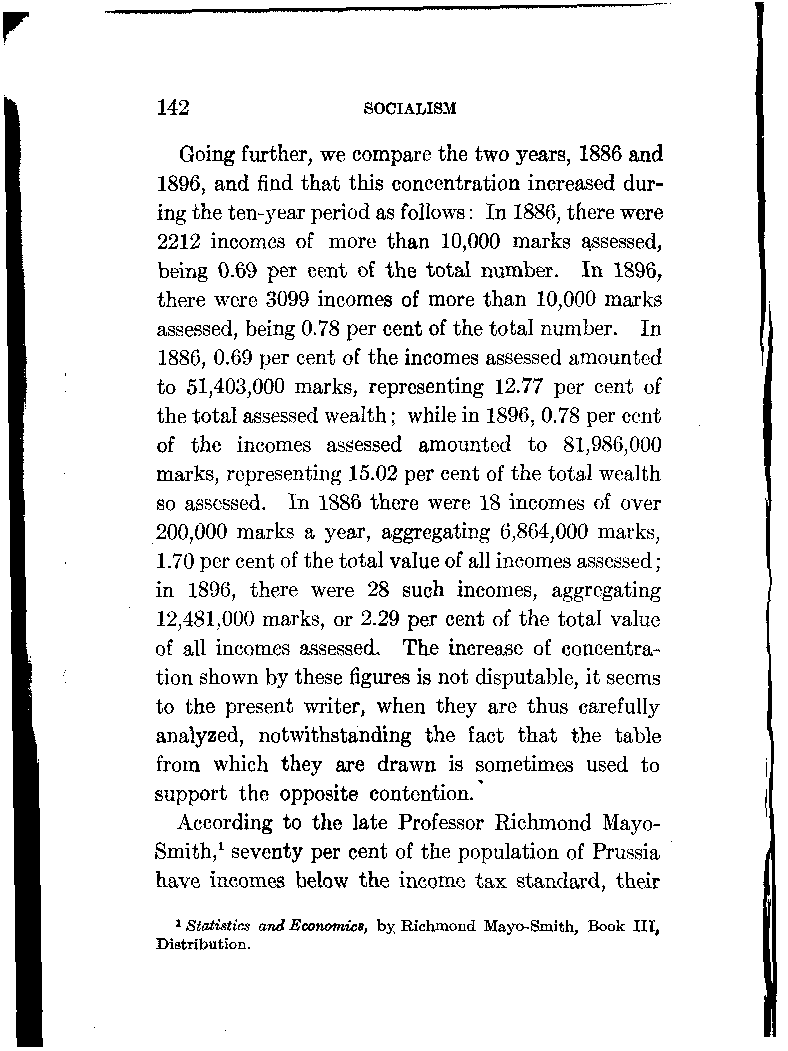 142 SOCIALISM
Going further, we compare the two years, 1886 and
1896, and find that this concentration increased dur-
ing the ten-year period as follows: In 1886, there were
2212 incomes of more than 10,000 marks assessed,
being 0.69 per cent of the total number. In 1896,
there were 3099 incomes of more than 10,000 marks
assessed, being 0.78 per cent of the total number. In
1886, 0.69 per cent of the incomes assessed amounted
to 51,403,000 marks, representing 12.77 per cent of
the total assessed wealth; while in 1896, 0.78 per cent
of the incomes assessed amounted to 81,986,000
marks, representing 15.02 per cent of the total wealth
so assessed. In 1886 there were 18 incomes of over
200,000 marks a year, aggregating 6,864,000 marks,
1.70 per cent of the total value of all incomes assessed;
in 1896, there were 28 such incomes, aggregating
12,481,000 marks, or 2.29 per cent of the total value
of all incomes assessed. The increase of concentra-
tion shown by these figures is not disputable, it seems
to the present writer, when they are thus carefully
analyzed, notwithstanding the fact that the table
from which they are drawn is sometimes used to
support the opposite contention.
According to the late Professor Richmond Mayo-
Smith,¹ seventy per cent of the population of Prussia
have incomes below the income tax standard, their
¹ Statistics and Economics, by Richmond Mayo-Smith, Book III,
Distribution.